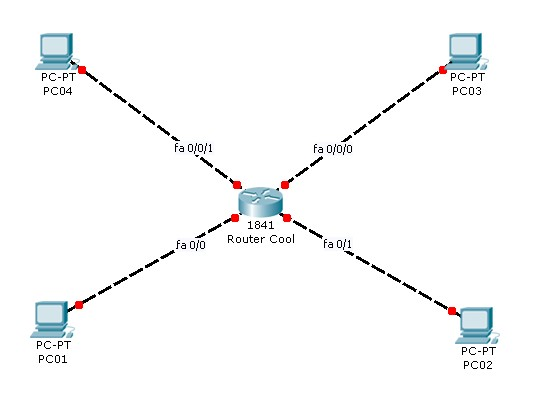 PC-PT
PC04
PC-PT
PC03
fa 0/0/1
fa 0/0/0
1841
Router Cool
fa 0/0
fa 0/1
PC-PT
PC01
PC-PT
PC02